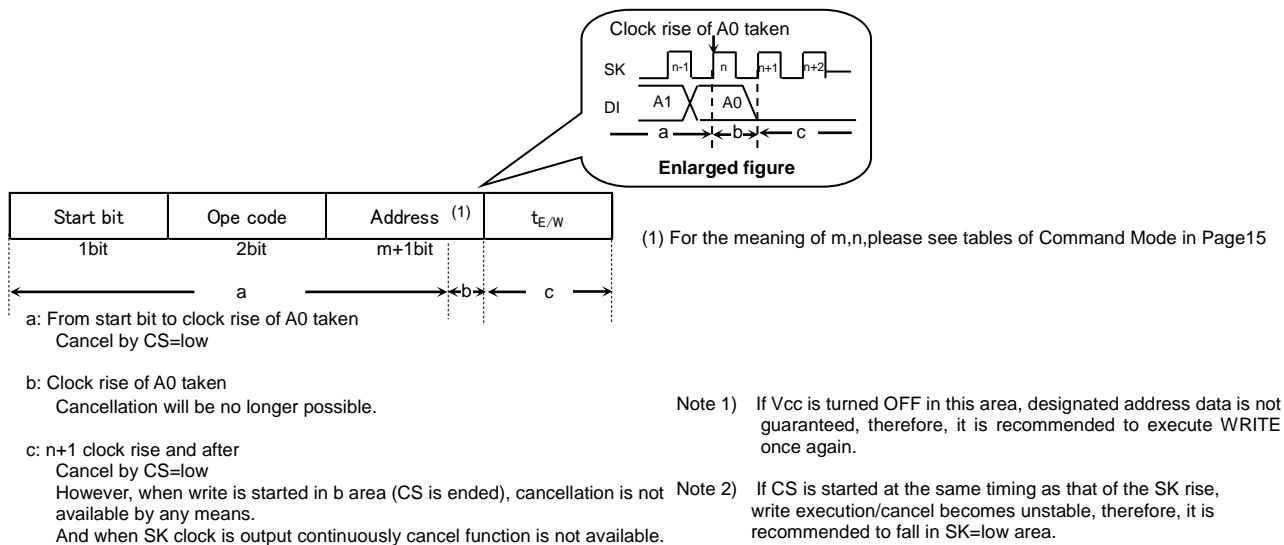 Clock rise of A0 taken
SK n-1 n n+1 n+2
DI A1 A0
a b c
Enlarged figure
Start bit Ope code Address (1) tE/W
1bit 2bit m+1bit
(1) For the meaning of m,n,please see tables of Command Mode in Page15
a b c
a: From start bit to clock rise of A0 taken
Cancel by CS=low
b: Clock rise of A0 taken
Cancellation will be no longer possible.
c: n+1 clock rise and after
Cancel by CS=low
However, when write is started in b area (CS is ended), cancellation is not
available by any means.
And when SK clock is output continuously cancel function is not available.
Note 1) If Vcc is turned OFF in this area, designated address data is not
guaranteed, therefore, it is recommended to execute WRITE
once again.
Note 2) If CS is started at the same timing as that of the SK rise,
write execution/cancel becomes unstable, therefore, it is
recommended to fall in SK=low area.